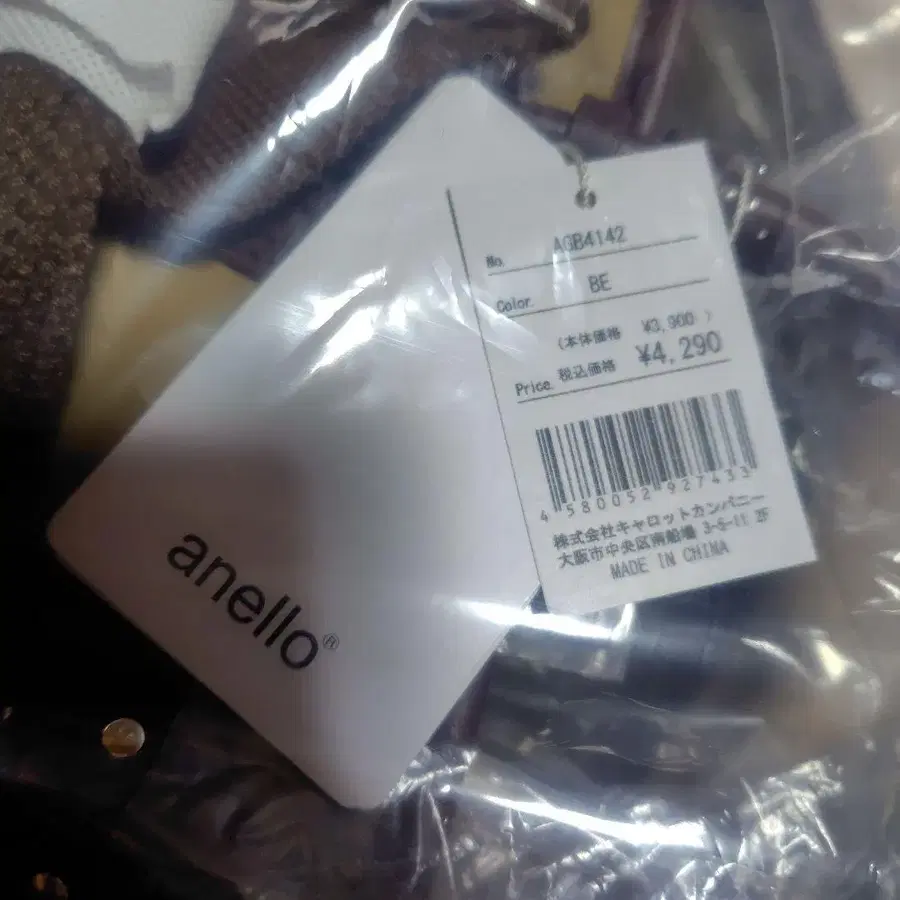 anello®
No. AGB4142
Color. BE
(本体価格 ¥3,900 )
Price. 税込価格 ¥4,290
4 580052 927433
株式会社キャロットカンパニー
大阪市中央区南船場 3-5-11 2F
MADE IN CHINA